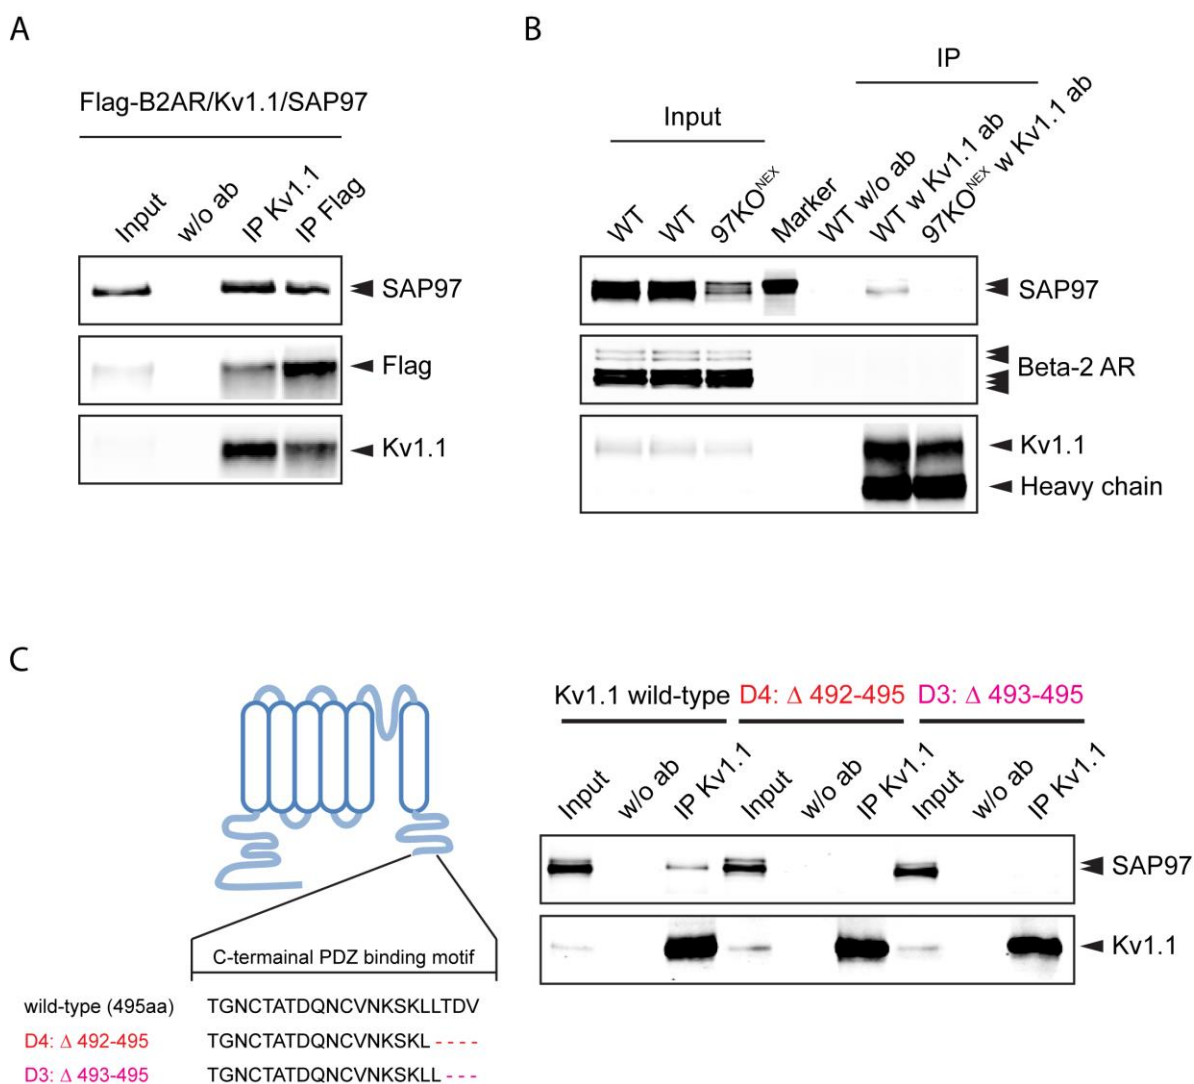 A
Flag-B2AR/Kv1.1/SAP97
Input
w/o ab
IP Kv1.1
IP Flag
SAP97
Flag
Kv1.1
B
IP
Input
WT
WT
97KO^NEX
Marker
WT w/o ab
WT w Kv1.1 ab
97KO^NEX w Kv1.1 ab
SAP97
Beta-2 AR
Kv1.1
Heavy chain
C
C-termainal PDZ binding motif
wild-type (495aa) TGNCTATDQNCVNKSKLLTDV
D4: Δ 492-495 TGNCTATDQNCVNKSKL - - - -
D3: Δ 493-495 TGNCTATDQNCVNKSKLL - - -
Kv1.1 wild-type D4: Δ 492-495 D3: Δ 493-495
Input
w/o ab
IP Kv1.1
Input
w/o ab
IP Kv1.1
Input
w/o ab
IP Kv1.1
SAP97
Kv1.1